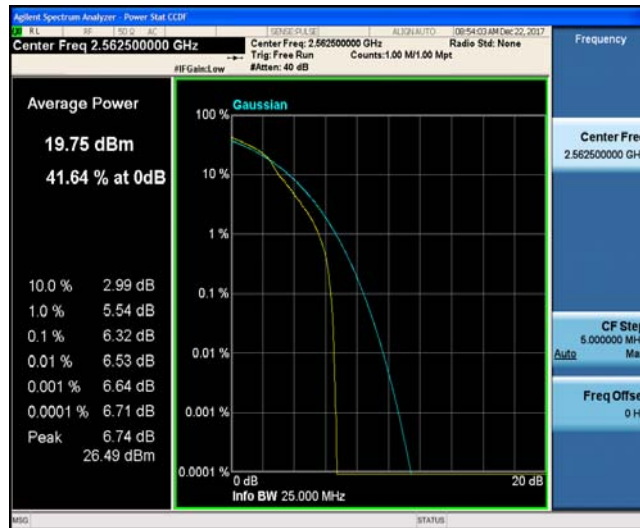 Agilent Spectrum Analyzer - Power Stat CCDF
RL RF 50 Ω AC SENSE:PULSE ALIGNAUTO 08:54:03 AM Dec 22, 2017
Center Freq 2.562500000 GHz
Center Freq: 2.562500000 GHz Radio Std: None
Trig: Free Run Counts:1.00 M/1.00 Mpt
#IFGain:Low #Atten: 40 dB
Frequency
Average Power
19.75 dBm
41.64 % at 0dB
10.0 % 2.99 dB
1.0 % 5.54 dB
0.1 % 6.32 dB
0.01 % 6.53 dB
0.001 % 6.64 dB
0.0001 % 6.71 dB
Peak 6.74 dB
26.49 dBm
Gaussian
100 %
10 %
1 %
0.1 %
0.01 %
0.001 %
0.0001 %
0 dB 20 dB
Info BW 25.000 MHz
Center Fre
2.562500000 GH
CF Step
5.000000 MH
Auto Ma
Freq Offse
0 H
MSG STATUS